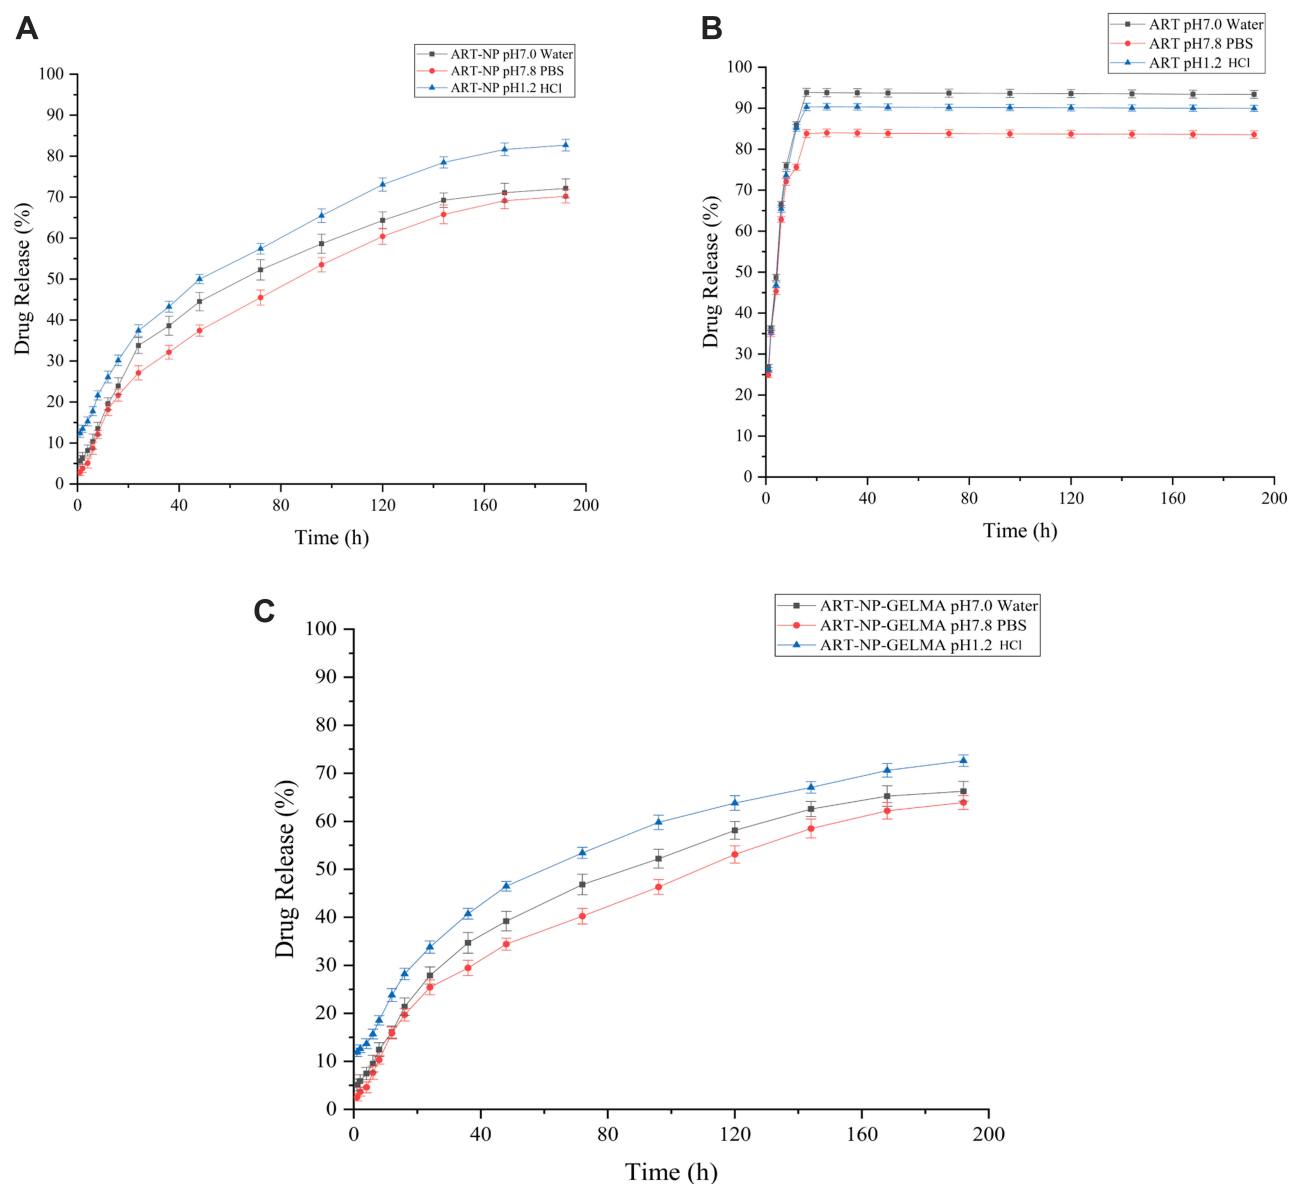 A
ART-NP pH7.0 Water
ART-NP pH7.8 PBS
ART-NP pH1.2 HCl
100
90
80
70
60
50
40
30
20
10
0
Drug Release (%)
0 40 80 120 160 200
Time (h)
B
ART pH7.0 Water
ART pH7.8 PBS
ART pH1.2 HCl
100
90
80
70
60
50
40
30
20
10
0
Drug Release (%)
0 40 80 120 160 200
Time (h)
C
ART-NP-GELMA pH7.0 Water
ART-NP-GELMA pH7.8 PBS
ART-NP-GELMA pH1.2 HCl
100
90
80
70
60
50
40
30
20
10
0
Drug Release (%)
0 40 80 120 160 200
Time (h)